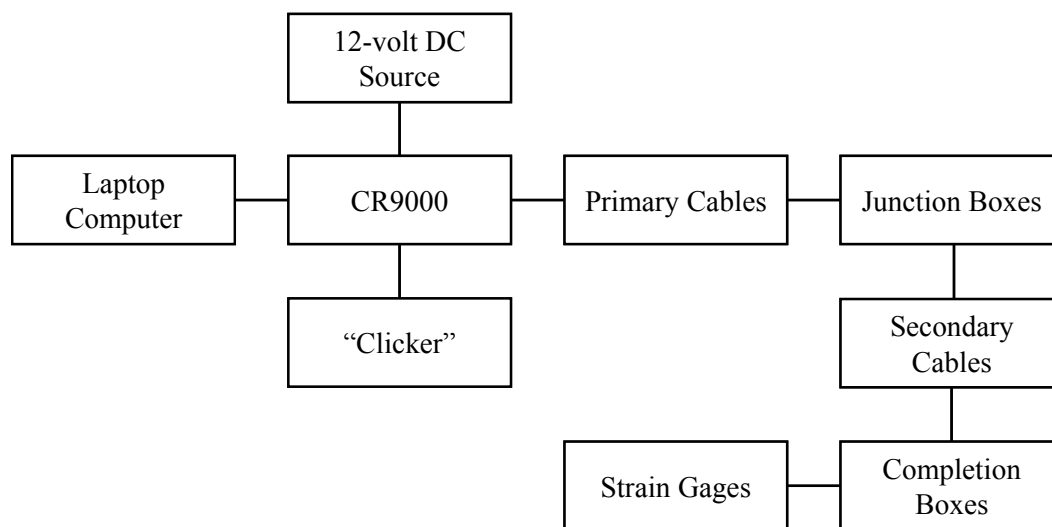 12-volt DC
Source
Laptop
Computer
CR9000
Primary Cables
Junction Boxes
“Clicker”
Secondary
Cables
Strain Gages
Completion
Boxes